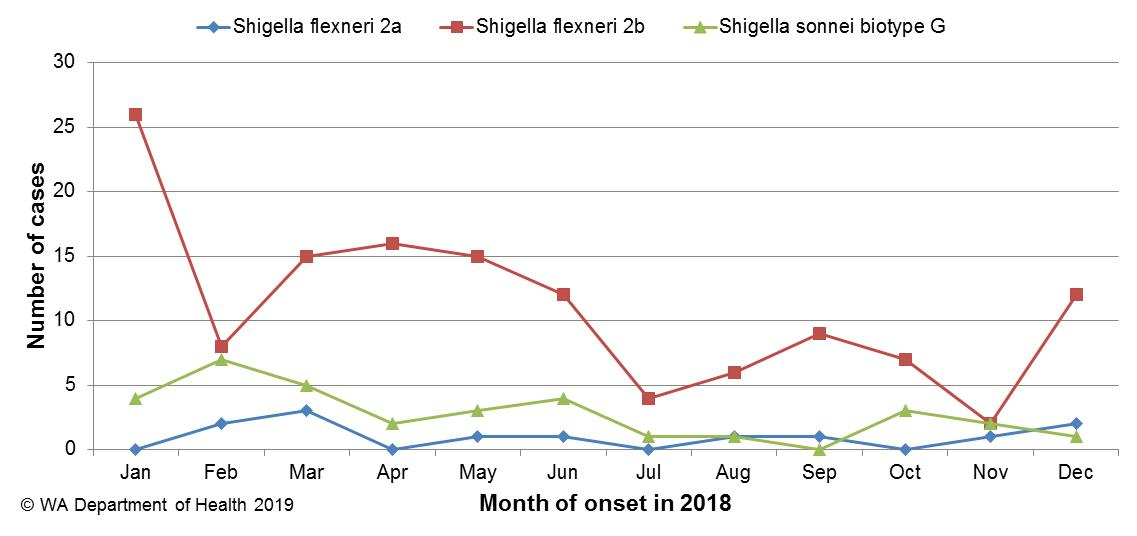 Shigella flexneri 2a Shigella flexneri 2b Shigella sonnei biotype G
30
25
20
15
10
5
0
Number of cases
Jan Feb Mar Apr May Jun Jul Aug Sep Oct Nov Dec
Month of onset in 2018
© WA Department of Health 2019